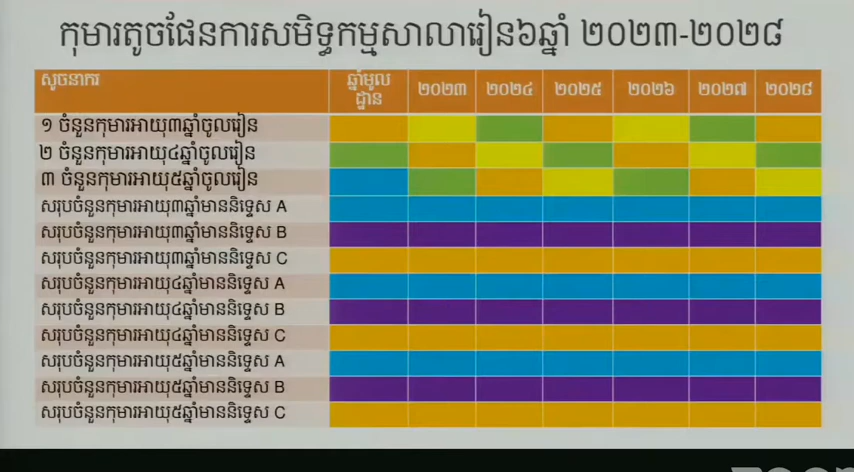 កុមារតូចផែនការសមិទ្ធកម្មសាលារៀន៦ឆ្នាំ ២០២៣-២០២៨
សូចនាករ ឆ្នាំមូលដ្ឋាន ២០២៣ ២០២៤ ២០២៥ ២០២៦ ២០២៧ ២០២៨
១ ចំនួនកុមារអាយុ៣ឆ្នាំចូលរៀន
២ ចំនួនកុមារអាយុ៤ឆ្នាំចូលរៀន
៣ ចំនួនកុមារអាយុ៥ឆ្នាំចូលរៀន
សរុបចំនួនកុមារអាយុ៣ឆ្នាំមាននិទ្ទេស A
សរុបចំនួនកុមារអាយុ៣ឆ្នាំមាននិទ្ទេស B
សរុបចំនួនកុមារអាយុ៣ឆ្នាំមាននិទ្ទេស C
សរុបចំនួនកុមារអាយុ៤ឆ្នាំមាននិទ្ទេស A
សរុបចំនួនកុមារអាយុ៤ឆ្នាំមាននិទ្ទេស B
សរុបចំនួនកុមារអាយុ៤ឆ្នាំមាននិទ្ទេស C
សរុបចំនួនកុមារអាយុ៥ឆ្នាំមាននិទ្ទេស A
សរុបចំនួនកុមារអាយុ៥ឆ្នាំមាននិទ្ទេស B
សរុបចំនួនកុមារអាយុ៥ឆ្នាំមាននិទ្ទេស C